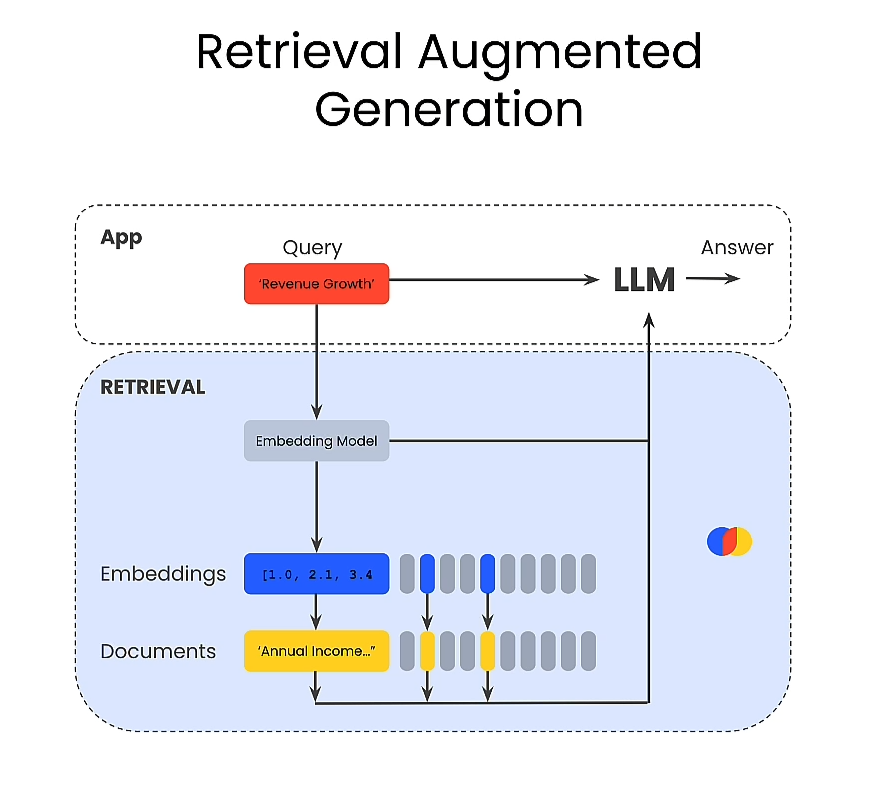 Retrieval Augmented
Generation
App
Query
Answer
‘Revenue Growth’
LLM
RETRIEVAL
Embedding Model
Embeddings
[1.0, 2.1, 3.4
Documents
‘Annual Income…”